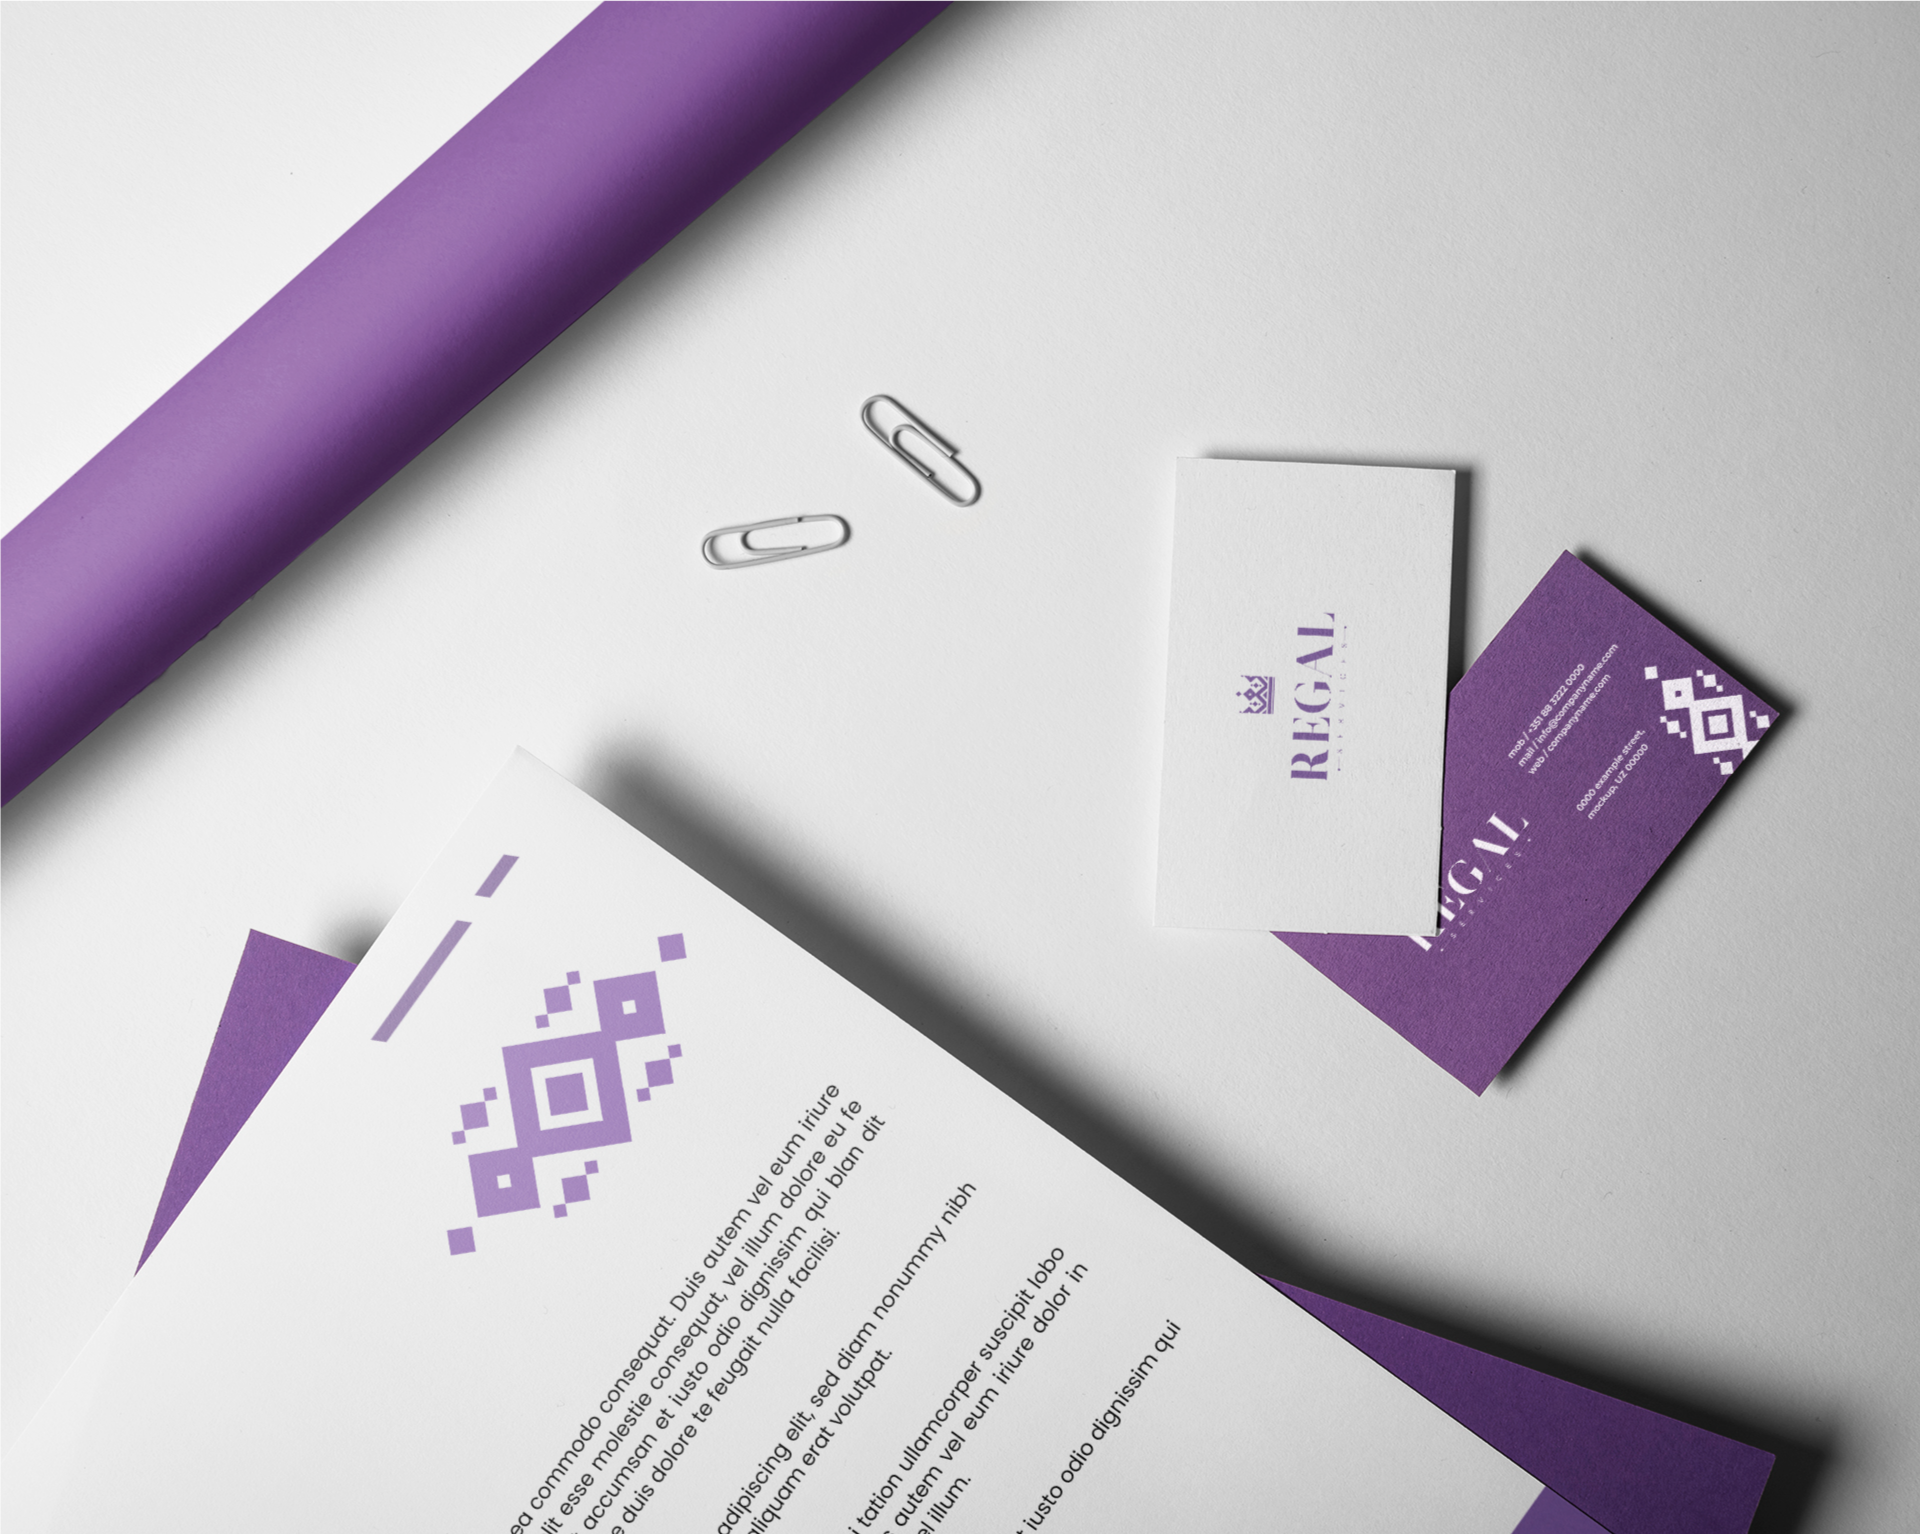 REGAL
SERVICES
mob / +351 88 3222 0000
mail / info@companyname.com
web / companyname.com
0000 example street,
mockup, UZ 00000
REGAL
SERVICES
ea commodo consequat. Duis autem vel eum iriure
lit esse molestie consequat, vel illum dolore eu fe
accumsan et iusto odio dignissim qui blan dit
e duis dolore te feugait nulla facilisi.
adipiscing elit, sed diam nonummy nibh
aliquam erat volutpat.
i tation ullamcorper suscipit lobo
s autem vel eum iriure dolor in
el illum.
t iusto odio dignissim qui